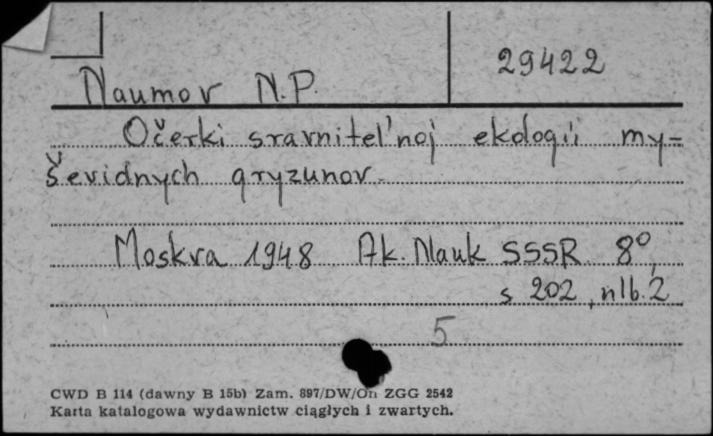 29422
Naumov N.P.
Očerki sravnitel'noj ekologii my=
ševidnych gryzunov.
Moskva 1948 Ak. Nauk SSSR 8°,
s 202, nlb. 2
5
CWD B 114 (dawny B 15b) Zam. 897/DW/On ZGG 2542
Karta katalogowa wydawnictw ciągłych i zwartych.